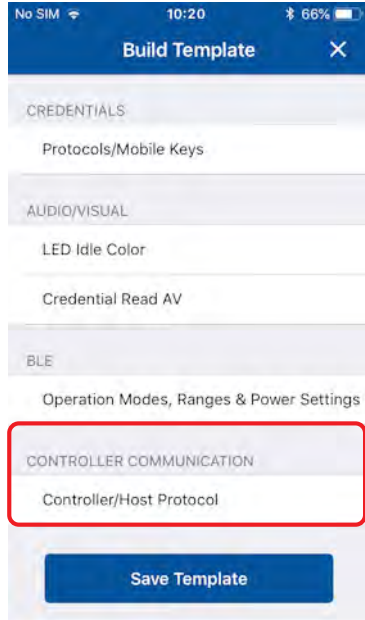 No SIM 10:20 66%
Build Template
CREDENTIALS
Protocols/Mobile Keys
AUDIO/VISUAL
LED Idle Color
Credential Read AV
BLE
Operation Modes, Ranges & Power Settings
CONTROLLER COMMUNICATION
Controller/Host Protocol
Save Template